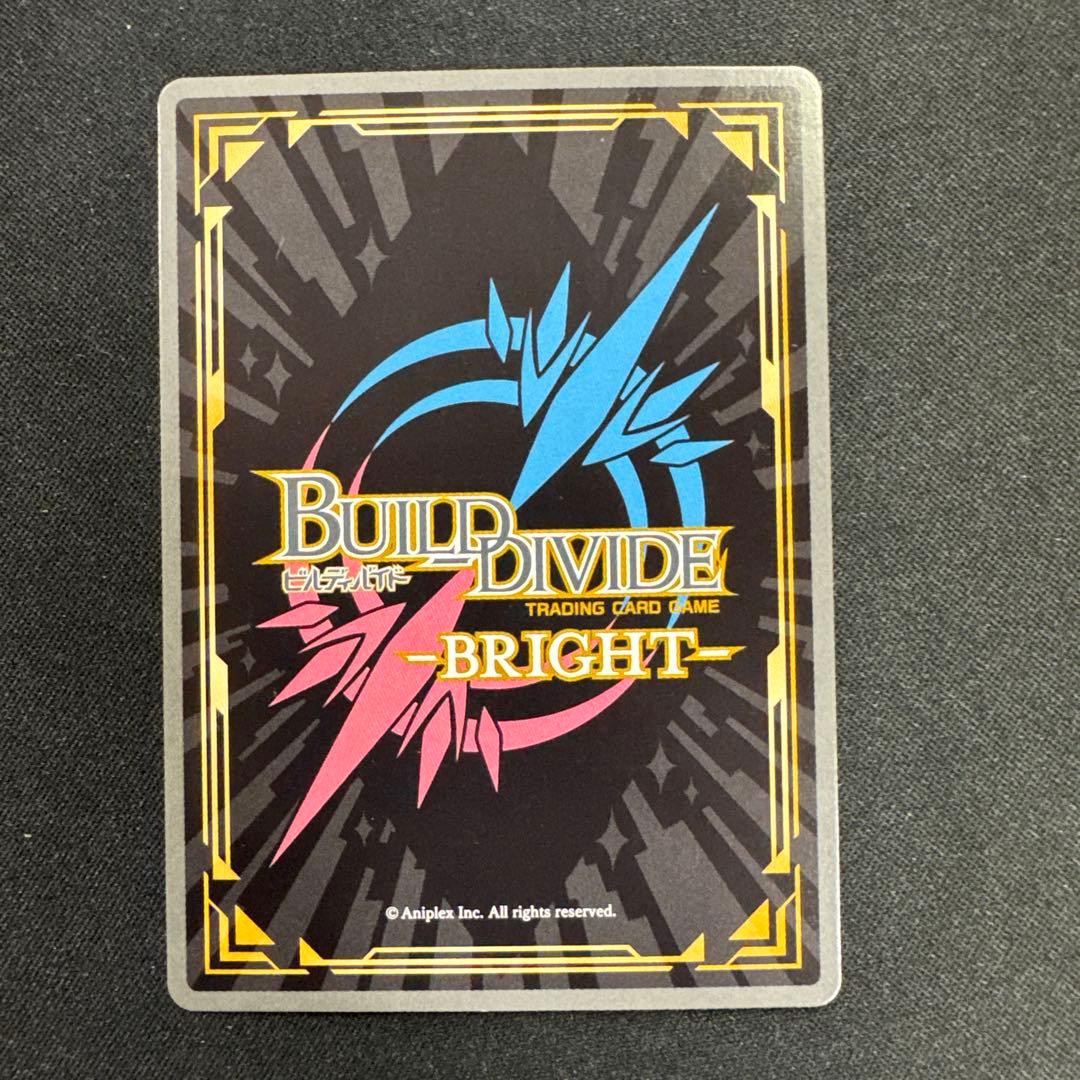 BUILD DIVIDE
ビルディバイド
TRADING CARD GAME
-BRIGHT-
© Aniplex Inc. All rights reserved.